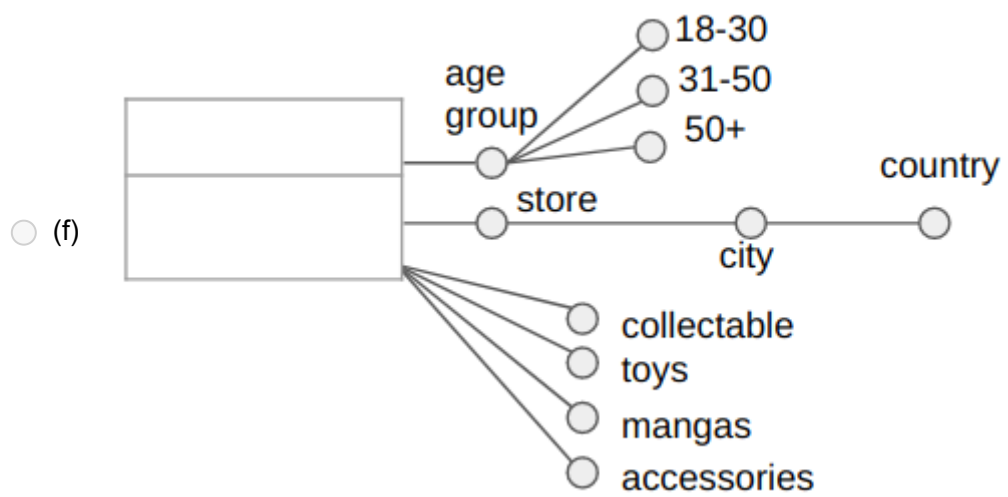 18-30
age
group
31-50
50+
country
store
(f)
city
collectable
toys
mangas
accessories